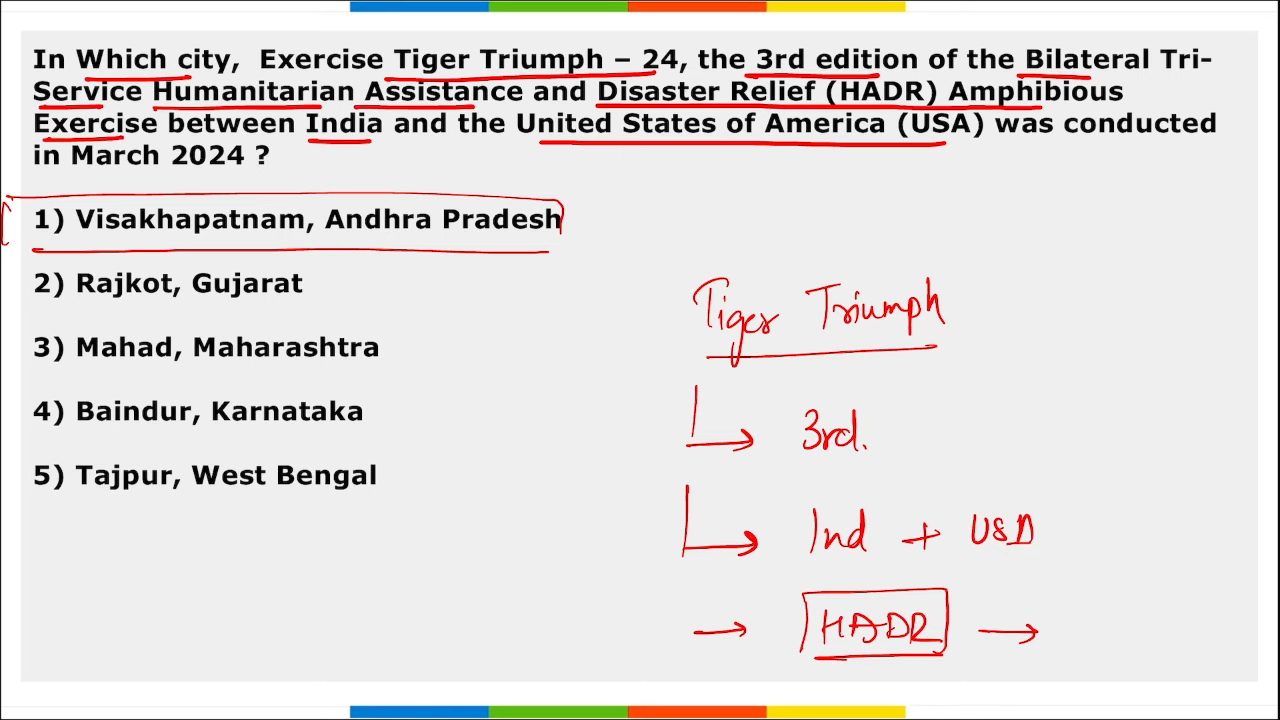 In Which city, Exercise Tiger Triumph – 24, the 3rd edition of the Bilateral Tri-
Service Humanitarian Assistance and Disaster Relief (HADR) Amphibious
Exercise between India and the United States of America (USA) was conducted
in March 2024 ?
1) Visakhapatnam, Andhra Pradesh
2) Rajkot, Gujarat
3) Mahad, Maharashtra
4) Baindur, Karnataka
5) Tajpur, West Bengal
Tiger Triumph
3rd.
Ind + USA
HADR